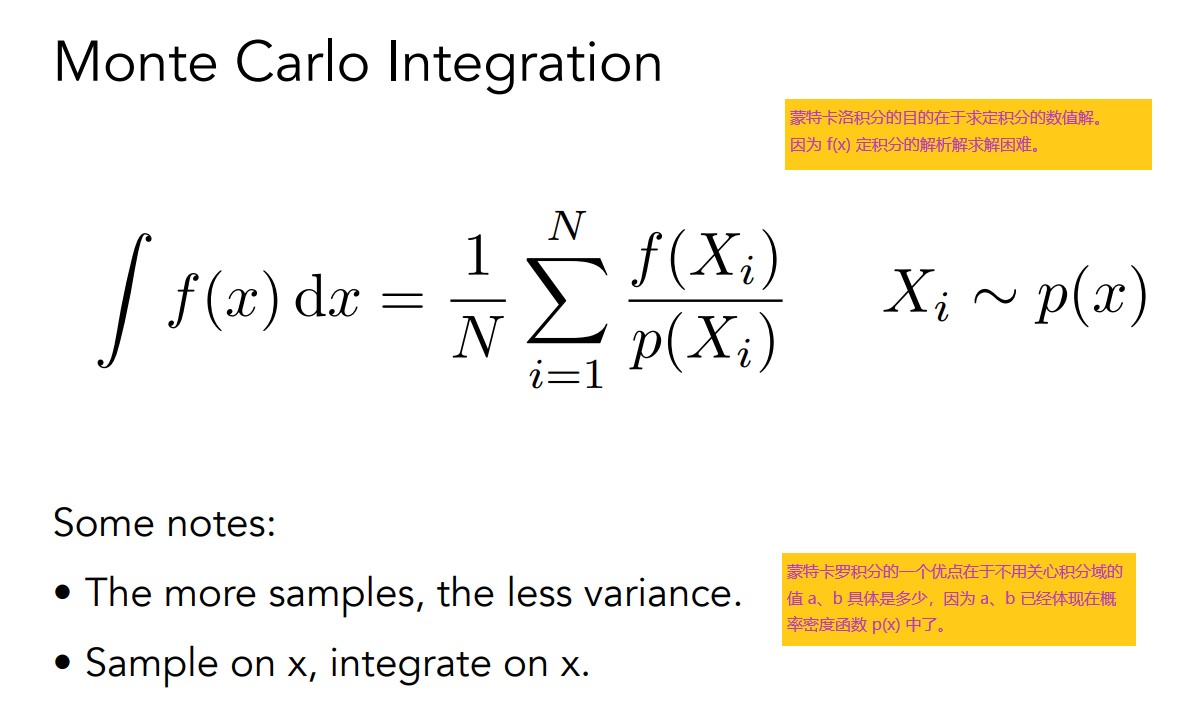 Monte Carlo Integration
蒙特卡洛积分的目的在于求定积分的数值解。
因为 f(x) 定积分的解析解求解困难。
∫ f(x) dx = \frac{1}{N} \sum_{i=1}^{N} \frac{f(X_i)}{p(X_i)}    X_i ∼ p(x)
Some notes:
• The more samples, the less variance.
• Sample on x, integrate on x.
蒙特卡罗积分的一个优点在于不用关心积分域的
值 a、b 具体是多少，因为 a、b 已经体现在概
率密度函数 p(x) 中了。